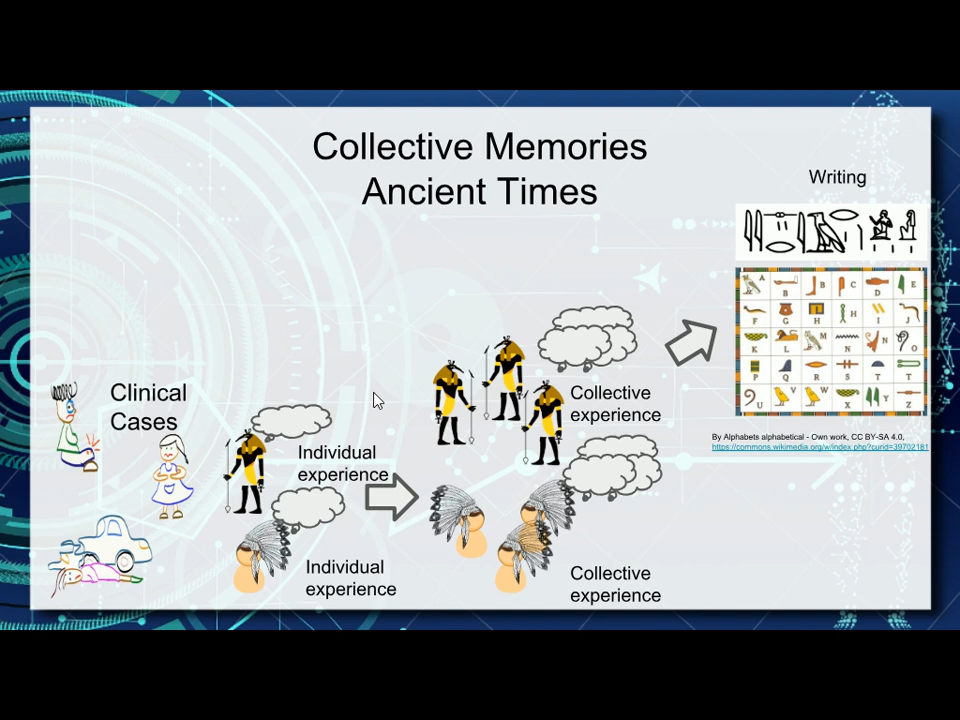 Collective Memories
Ancient Times
Writing
A B B C D E
F G H H I J
K L M N N O
P Q R S T T
U V W X Y Z
By Alphabets alphabetical - Own work, CC BY-SA 4.0,
https://commons.wikimedia.org/w/index.php?curid=39702181
Clinical
Cases
Individual
experience
Individual
experience
Collective
experience
Collective
experience